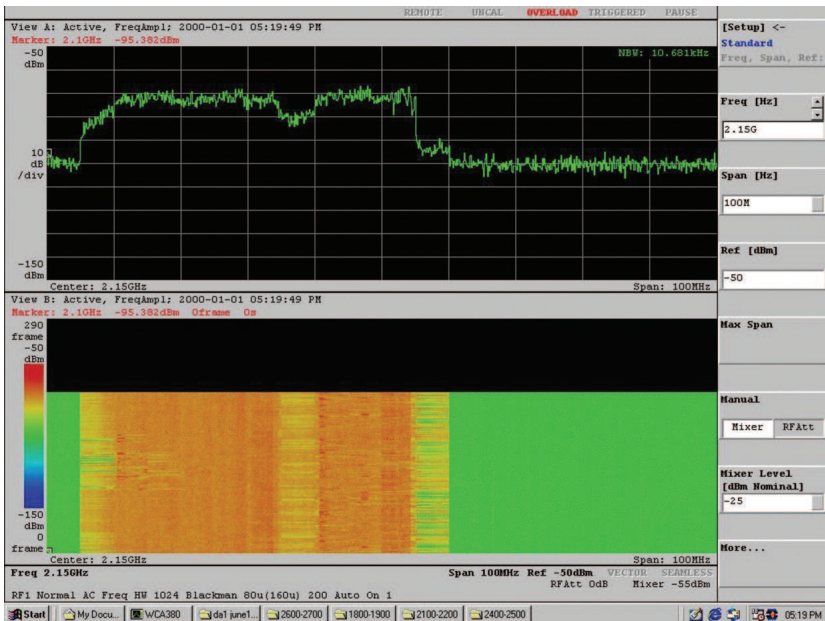 REMOTE UNCAL OVERLOAD TRIGGERED PAUSE
View A: Active, FreqAmpl; 2000-01-01 05:19:49 PM
Marker: 2.1GHz -95.382dBm
-50
dBm
NBW: 10.681kHz
10
dB
/div
-150
dBm
Center: 2.15GHz Span: 100MHz
View B: Active, FreqAmpl; 2000-01-01 05:19:49 PM
Marker: 2.1GHz -95.382dBm 0frame 0s
290
frame
-50
dBm
-150
dBm
0
frame
Center: 2.15GHz Span: 100MHz
Freq 2.15GHz Span 100MHz Ref -50dBm VECTOR SEAMLESS
RFAtt 0dB Mixer -55dBm
RF1 Normal AC Freq HW 1024 Blackman 80u(160u) 200 Auto On 1
[Setup] <-
Standard
Freq, Span, Ref:
Freq [Hz]
2.15G
Span [Hz]
100M
Ref [dBm]
-50
Max Span
Manual
Mixer RFAtt
Mixer Level
[dBm Nominal]
-25
More...
Start My Docu... WCA380 da1 june1... 2600-2700 1800-1900 2100-2200 2400-2500 05:19 PM